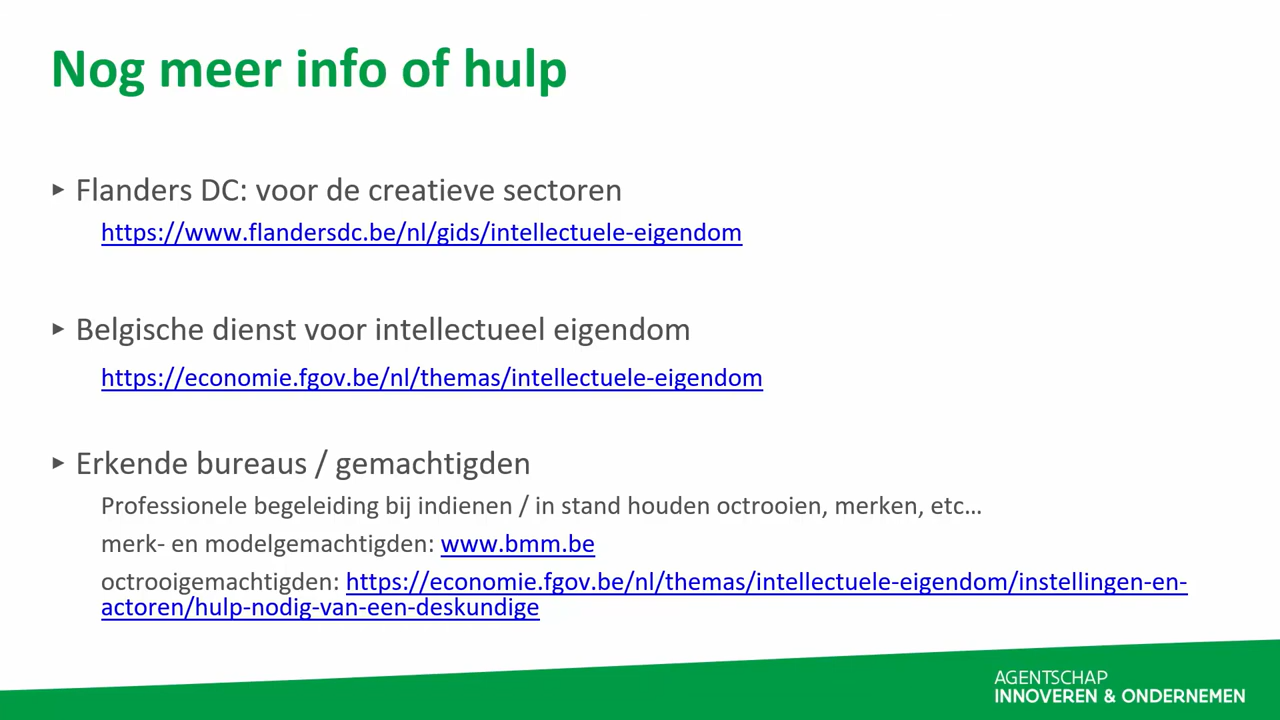 Nog meer info of hulp
▸ Flanders DC: voor de creatieve sectoren
https://www.flandersdc.be/nl/gids/intellectuele-eigendom
▸ Belgische dienst voor intellectueel eigendom
https://economie.fgov.be/nl/themas/intellectuele-eigendom
▸ Erkende bureaus / gemachtigden
Professionele begeleiding bij indienen / in stand houden octrooien, merken, etc…
merk- en modelgemachtigden: www.bmm.be
octrooigemachtigden: https://economie.fgov.be/nl/themas/intellectuele-eigendom/instellingen-en-
actoren/hulp-nodig-van-een-deskundige
AGENTSCHAP
INNOVEREN & ONDERNEMEN